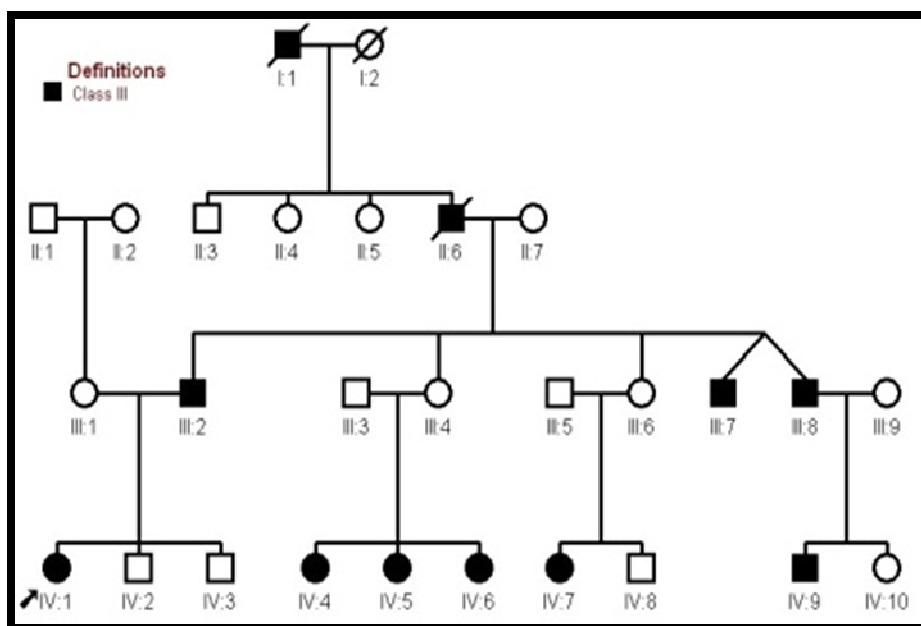 Definitions
Class III
I:1 I:2
II:1 II:2 II:3 II:4 II:5 II:6 II:7
III:1 III:2 III:3 III:4 III:5 III:6 III:7 III:8 III:9
IV:1 IV:2 IV:3 IV:4 IV:5 IV:6 IV:7 IV:8 IV:9 IV:10